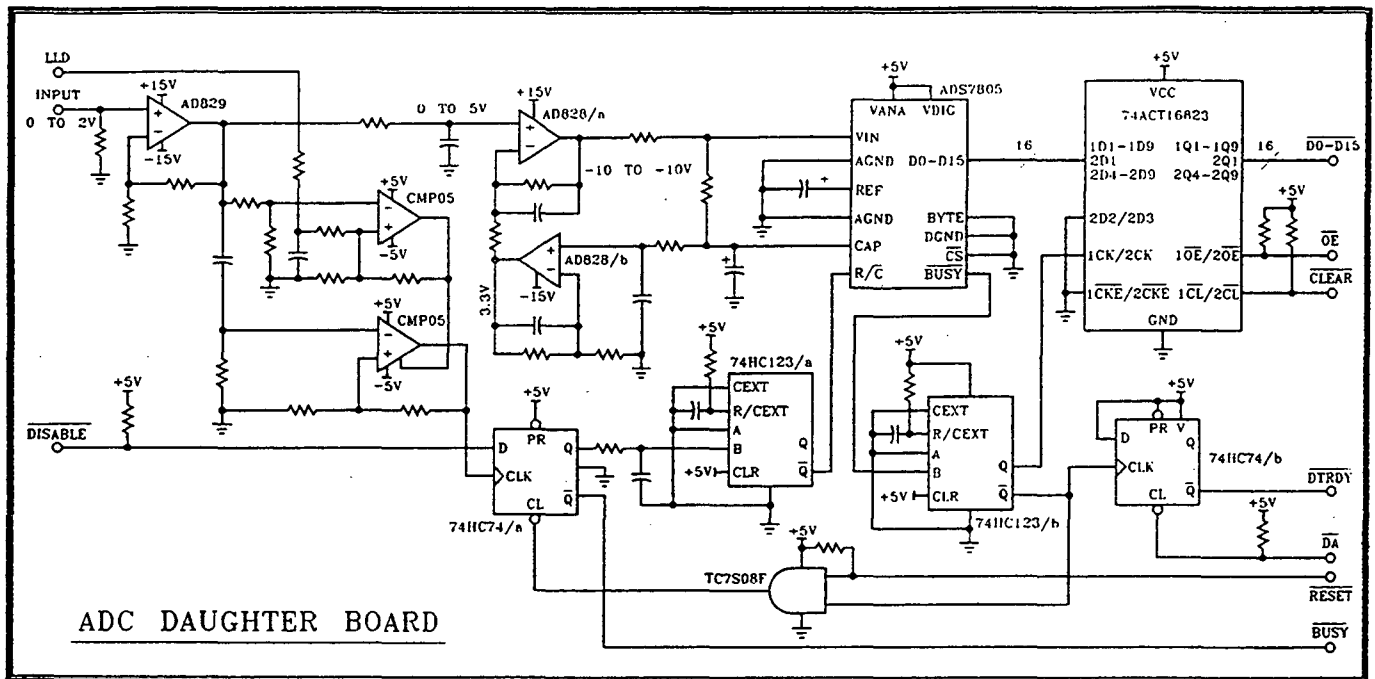 LLD
INPUT
0 TO 2V
+15V
AD829
-15V
0 TO 5V
+15V
AD828/a
-10 TO -10V
+5V
CMP05
-5V
AD828/b
-15V
3.3V
+5V
CMP05
-5V
+5V
ADS7805
VANA VDIG
VIN
AGND D0-D15
REF
AGND BYTE
DGND
CAP CS
R/C BUSY
16
+5V
VCC
74ACT16823
1D1-1D9 1Q1-1Q9
2D1 2Q1
2D4-2D9 2Q4-2Q9
2D2/2D3
1CK/2CK 1OE/2OE
1CKE/2CKE 1CL/2CL
GND
16
D0-D15
+5V
OE
CLEAR
+5V
DISABLE
+5V
PR
D Q
CLK
CL Q
74HC74/a
+5V
74HC123/a
CEXT
R/CEXT
A Q
B Q
+5V CLR
+5V
CEXT
R/CEXT
A
B Q
+5V CLR Q
74HC123/b
+5V
PR V
D Q
CLK
CL Q
74HC74/b
DTRDY
+5V
DA
RESET
+5V
TC7S08F
BUSY
ADC DAUGHTER BOARD